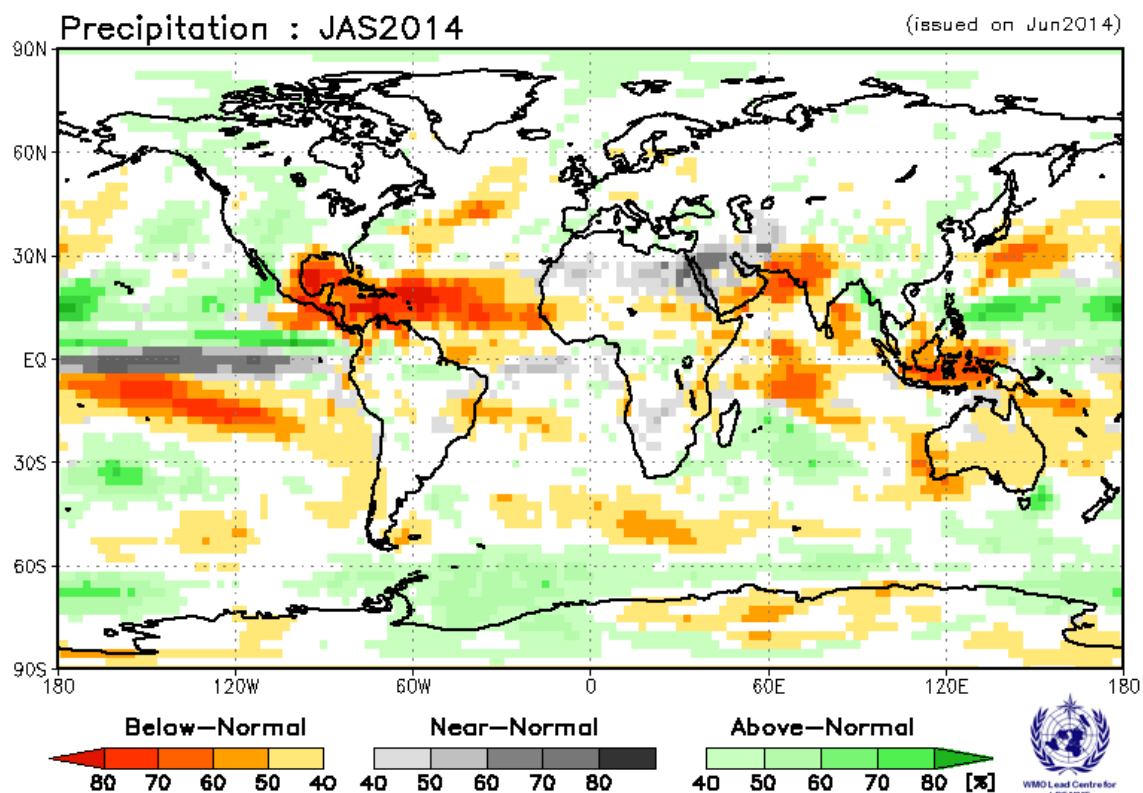 Precipitation : JAS2014
(issued on Jun2014)
90N
60N
30N
EQ
30S
60S
90S
180 120W 60W 0 60E 120E 180
Below-Normal Near-Normal Above-Normal
80 70 60 50 40 40 50 60 70 80 40 50 60 70 80 [%]
WMO Lead Centre for